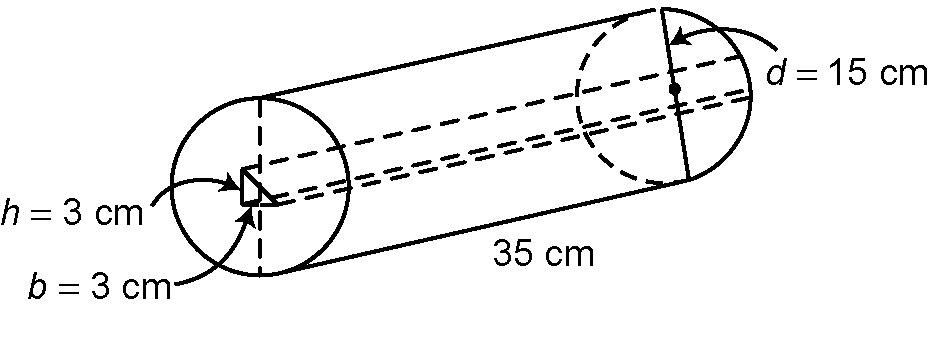 d = 15 cm
h = 3 cm
35 cm
b = 3 cm